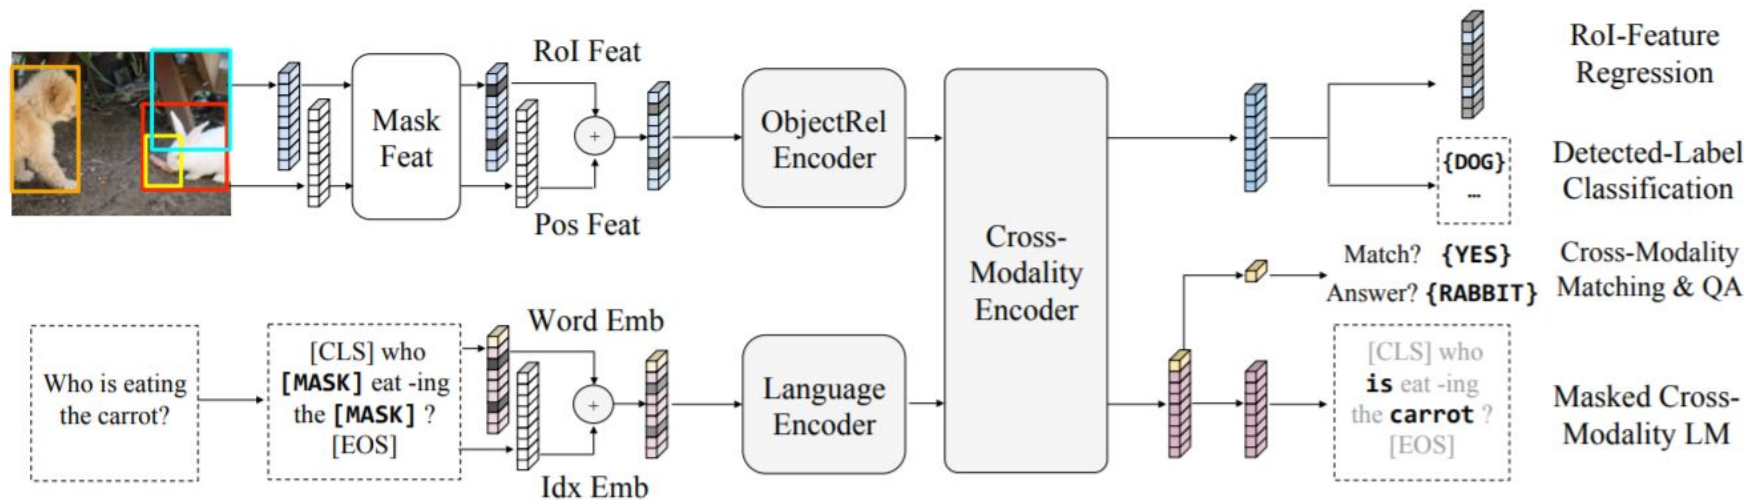 RoI Feat
Mask
Feat
+
Pos Feat
ObjectRel
Encoder
RoI-Feature
Regression
{DOG}
...
Detected-Label
Classification
Cross-
Modality
Encoder
Match? {YES}
Answer? {RABBIT}
Cross-Modality
Matching & QA
Who is eating
the carrot?
[CLS] who
[MASK] eat -ing
the [MASK] ?
[EOS]
Word Emb
+
Idx Emb
Language
Encoder
[CLS] who
is eat -ing
the carrot ?
[EOS]
Masked Cross-
Modality LM